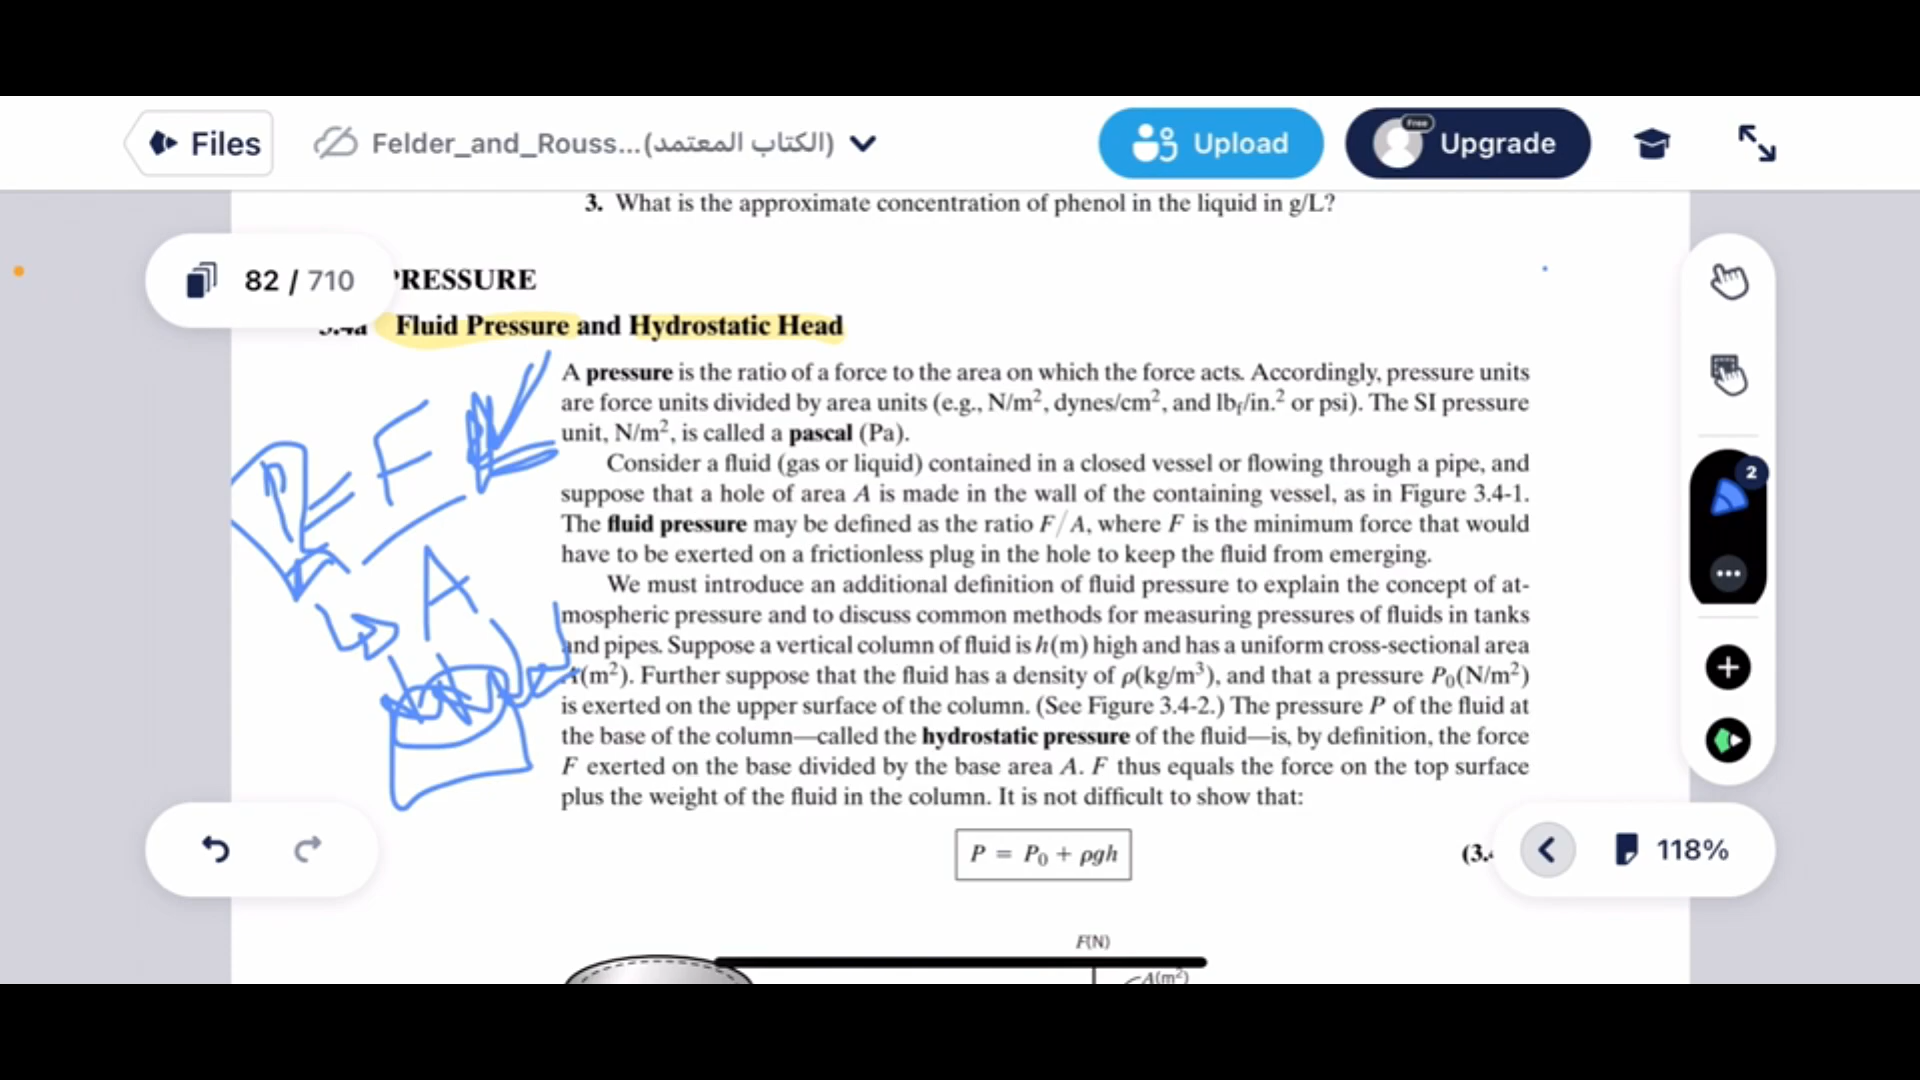 Files
Felder_and_Rouss...(الكتاب المعتمد)
Upload
Free
Upgrade
3. What is the approximate concentration of phenol in the liquid in g/L?
82 / 710
RESSURE
3.4a Fluid Pressure and Hydrostatic Head
A pressure is the ratio of a force to the area on which the force acts. Accordingly, pressure units
are force units divided by area units (e.g., N/m², dynes/cm², and lb_f/in.² or psi). The SI pressure
unit, N/m², is called a pascal (Pa).
Consider a fluid (gas or liquid) contained in a closed vessel or flowing through a pipe, and
suppose that a hole of area A is made in the wall of the containing vessel, as in Figure 3.4-1.
The fluid pressure may be defined as the ratio F/A, where F is the minimum force that would
have to be exerted on a frictionless plug in the hole to keep the fluid from emerging.
We must introduce an additional definition of fluid pressure to explain the concept of at-
mospheric pressure and to discuss common methods for measuring pressures of fluids in tanks
and pipes. Suppose a vertical column of fluid is h(m) high and has a uniform cross-sectional area
A(m²). Further suppose that the fluid has a density of ρ(kg/m³), and that a pressure P₀(N/m²)
is exerted on the upper surface of the column. (See Figure 3.4-2.) The pressure P of the fluid at
the base of the column—called the hydrostatic pressure of the fluid—is, by definition, the force
F exerted on the base divided by the base area A. F thus equals the force on the top surface
plus the weight of the fluid in the column. It is not difficult to show that:
P = P₀ + ρgh
(3.
118%
F(N)
A(m²)
P = F
A
2